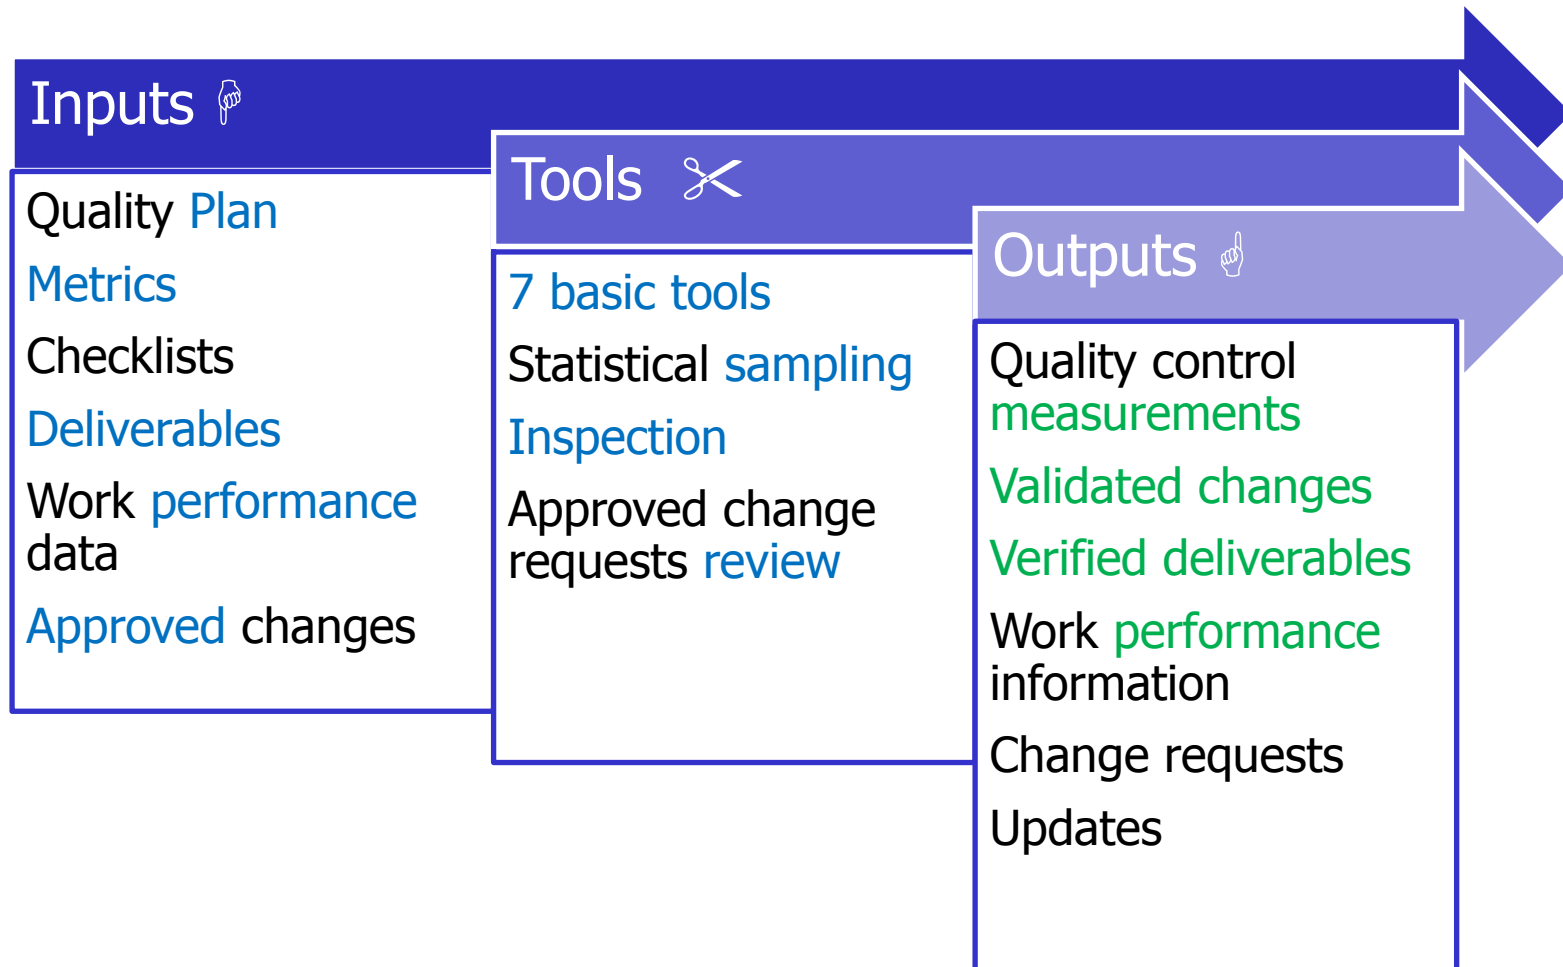 Inputs
Quality Plan
Metrics
Checklists
Deliverables
Work performance
data
Approved changes
Tools
7 basic tools
Statistical sampling
Inspection
Approved change
requests review
Outputs
Quality control
measurements
Validated changes
Verified deliverables
Work performance
information
Change requests
Updates